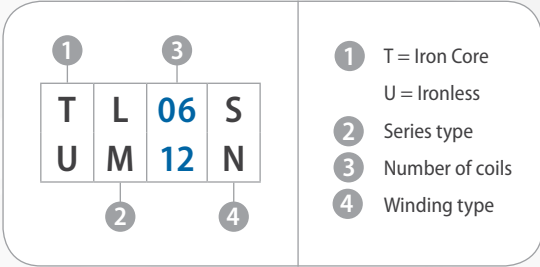 1 3
T L 06 S
U M 12 N
2 4
1 T = Iron Core
U = Ironless
2 Series type
3 Number of coils
4 Winding type